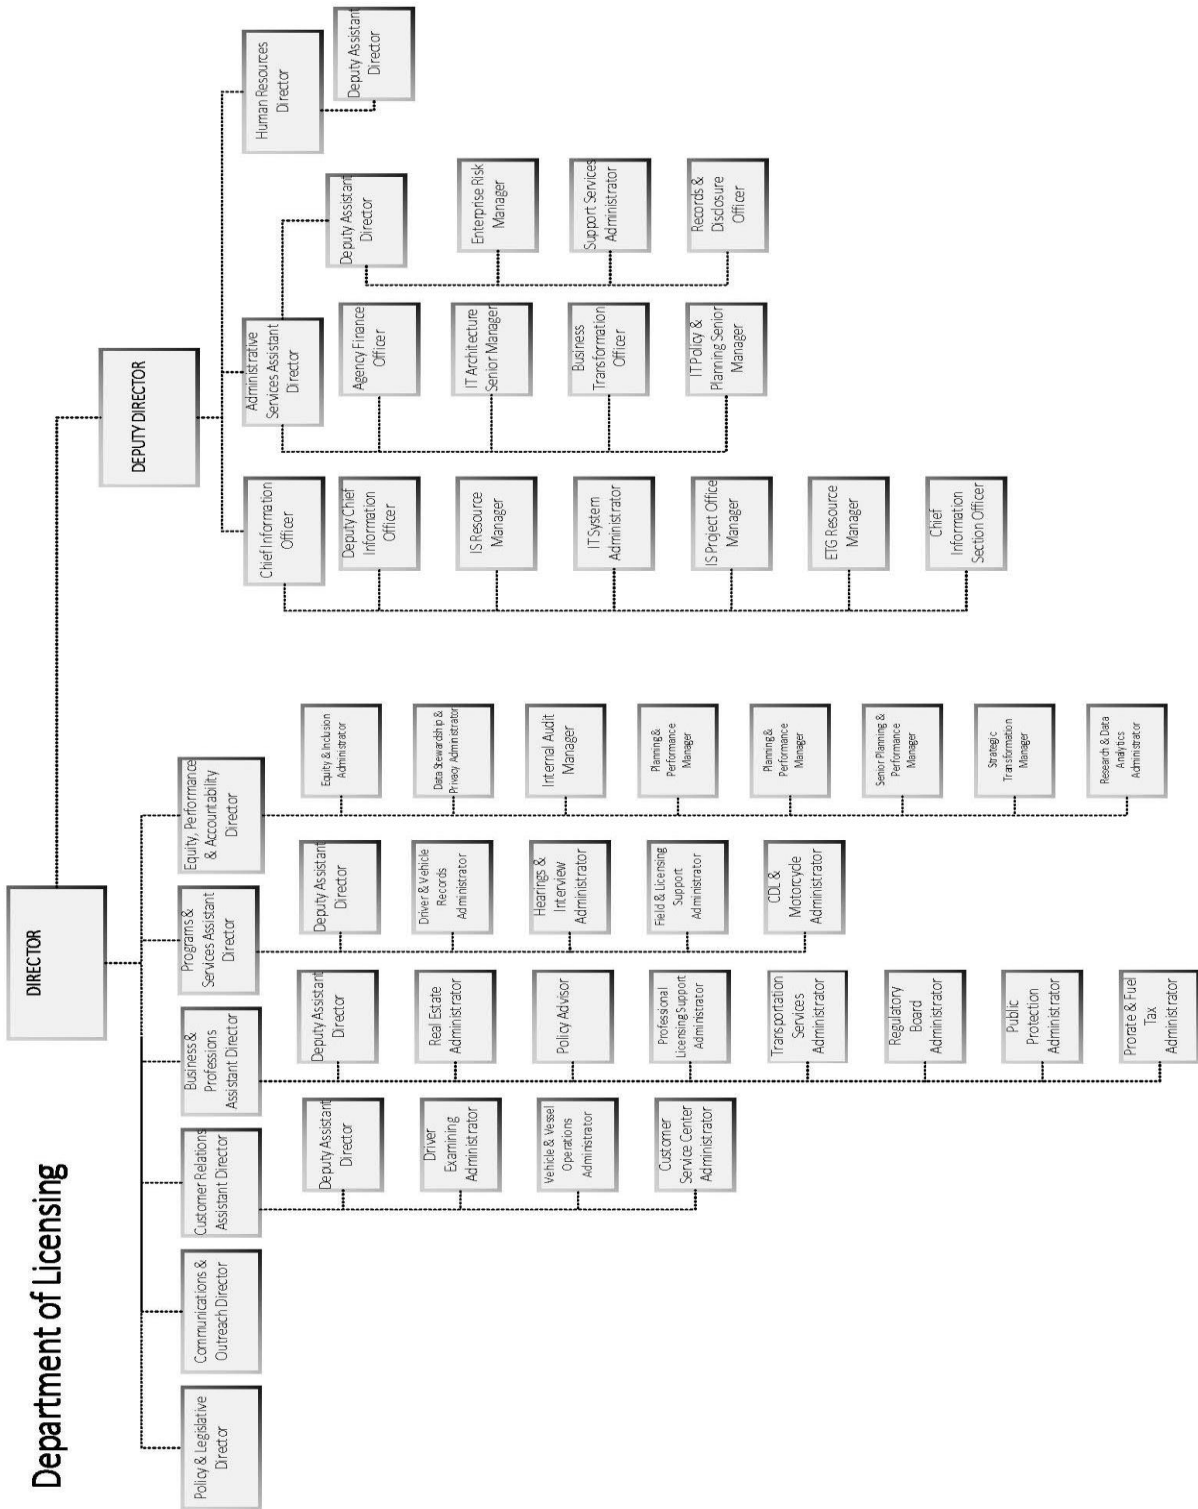 Department of Licensing
DIRECTOR
DEPUTY DIRECTOR
Policy & Legislative
Director
Communications &
Outreach Director
Customer Relations
Assistant Director
Deputy Assistant
Director
Driver
Examining
Administrator
Vehicle & Vessel
Operations
Administrator
Customer
Service Center
Administrator
Business &
Professions
Assistant Director
Deputy Assistant
Director
Real Estate
Administrator
Policy Advisor
Professional
Licensing Support
Administrator
Transportation
Services
Administrator
Regulatory
Board
Administrator
Public
Protection
Administrator
Prorate & Fuel
Tax
Administrator
Programs &
Services Assistant
Director
Deputy Assistant
Director
Driver & Vehicle
Records
Administrator
Hearings &
Interview
Administrator
Field & Licensing
Support
Administrator
CDL &
Motorcycle
Administrator
Equity, Performance
& Accountability
Director
Equity & Inclusion
Administrator
Data Stewardship &
Privacy Administrator
Internal Audit
Manager
Planning &
Performance
Manager
Planning &
Performance
Manager
Senior Planning &
Performance
Manager
Strategic
Transformation
Manager
Research & Data
Analytics
Administrator
Chief Information
Officer
Deputy Chief
Information
Officer
IS Resource
Manager
IT System
Administrator
IS Project Office
Manager
ETG Resource
Manager
Chief
Information
Section Officer
Administrative
Services Assistant
Director
Agency Finance
Officer
IT Architecture
Senior Manager
Business
Transformation
Officer
IT Policy &
Planning Senior
Manager
Deputy Assistant
Director
Enterprise Risk
Manager
Support Services
Administrator
Records &
Disclosure
Officer
Human Resources
Director
Deputy Assistant
Director